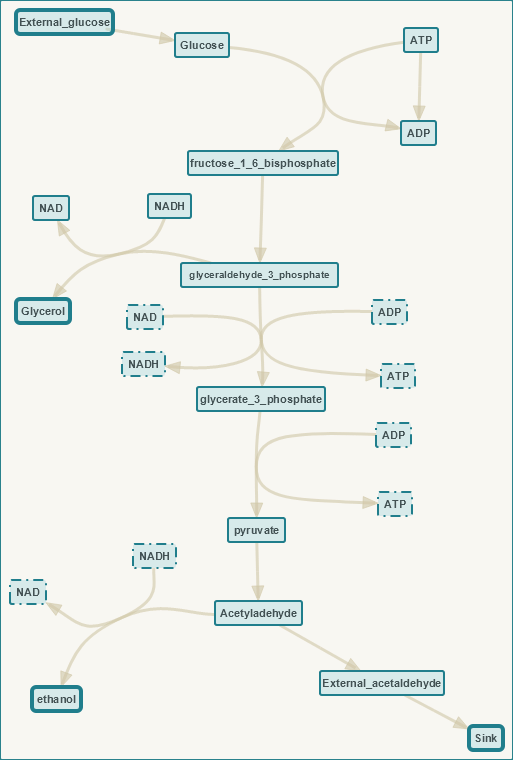 External_glucose
Glucose
ATP
ADP
fructose_1_6_bisphosphate
NAD
NADH
glyceraldehyde_3_phosphate
Glycerol
NAD
ADP
NADH
ATP
glycerate_3_phosphate
ADP
ATP
pyruvate
NADH
NAD
Acetyladehyde
External_acetaldehyde
ethanol
Sink